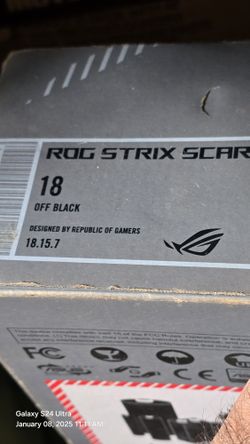 ROG STRIX SCAR
18
OFF BLACK
DESIGNED BY REPUBLIC OF GAMERS
18.15.7
FC
Galaxy S24 Ultra
January 08, 2025 11:11 AM